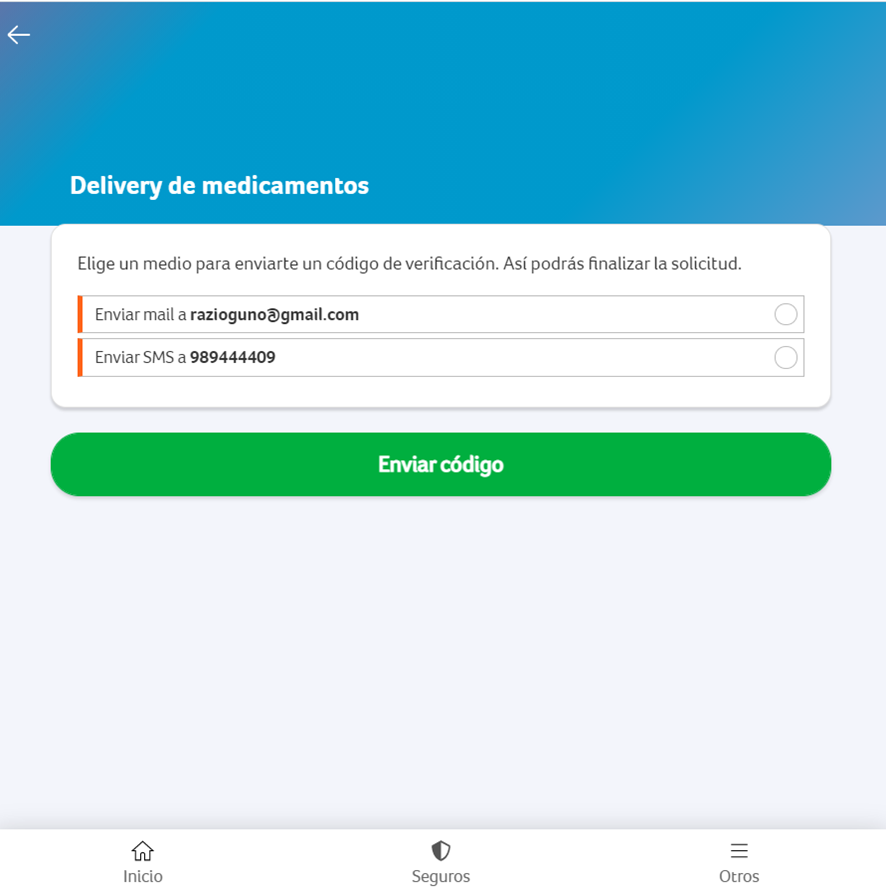 Delivery de medicamentos
Elige un medio para enviarte un código de verificación. Así podrás finalizar la solicitud.
Enviar mail a razioguno@gmail.com
Enviar SMS a 989444409
Enviar código
Inicio
Seguros
Otros